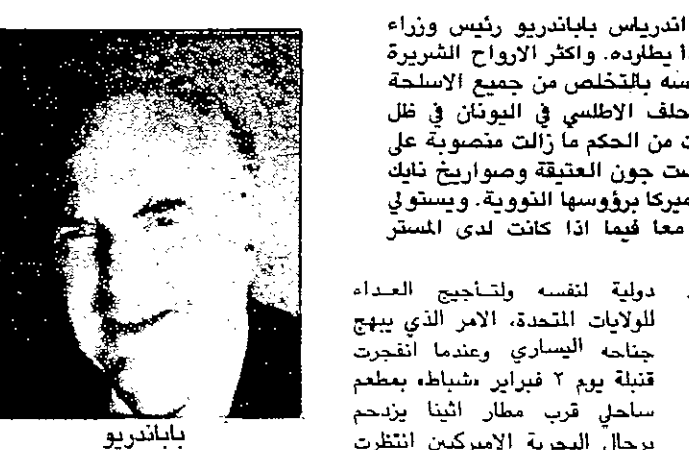 اندرياس باباندريو رئيس وزراء
يطارده. واكثر الارواح الشريرة
بالتخلص من جميع الاسلحة
حلف الاطلسي في اليونان في ظل
من الحكم ما زالت منصوبة على
جون العتيقة وصواريخ نايك
برؤوسها النووية. ويستولي
معا فيما اذا كانت لدى المستر
دولية لنفسه ولتأجيج العداء
للولايات المتحدة، الامر الذي يبهج
جناحه اليساري وعندما انفجرت
قنبلة يوم ٢ فبراير «شباط» بمطعم
ساحلي قرب مطار اثينا يزدحم
برجال البحرية الاميركيين انتظرت
باباندريو